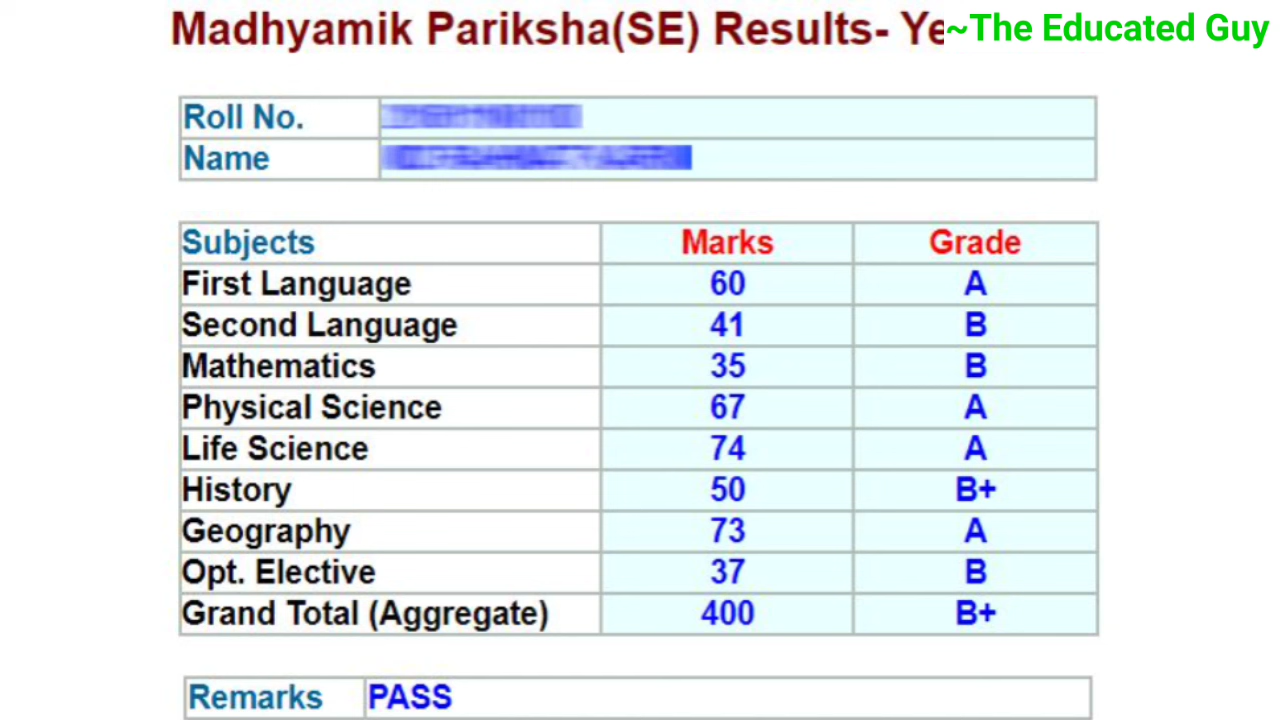 Madhyamik Pariksha(SE) Results- Ye
~The Educated Guy
Roll No.
Name
Subjects Marks Grade
First Language 60 A
Second Language 41 B
Mathematics 35 B
Physical Science 67 A
Life Science 74 A
History 50 B+
Geography 73 A
Opt. Elective 37 B
Grand Total (Aggregate) 400 B+
Remarks PASS